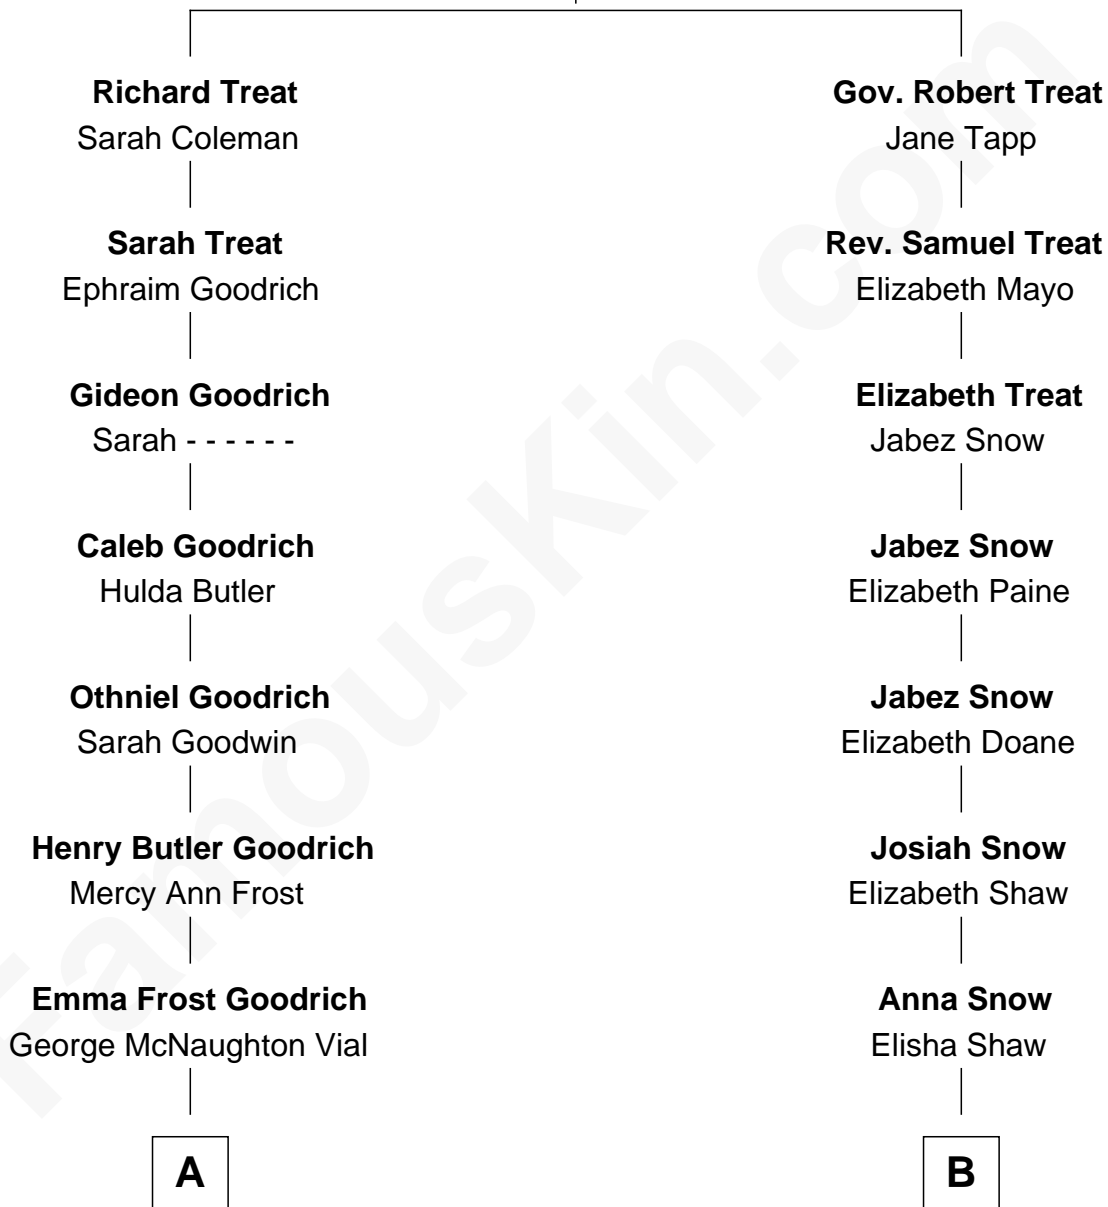 Richard Treat
Sarah Coleman
Sarah Treat
Ephraim Goodrich
Gideon Goodrich
Sarah - - - - - -
Caleb Goodrich
Hulda Butler
Othniel Goodrich
Sarah Goodwin
Henry Butler Goodrich
Mercy Ann Frost
Emma Frost Goodrich
George McNaughton Vial
A
Gov. Robert Treat
Jane Tapp
Rev. Samuel Treat
Elizabeth Mayo
Elizabeth Treat
Jabez Snow
Jabez Snow
Elizabeth Paine
Jabez Snow
Elizabeth Doane
Josiah Snow
Elizabeth Shaw
Anna Snow
Elisha Shaw
B
FamousKin.com